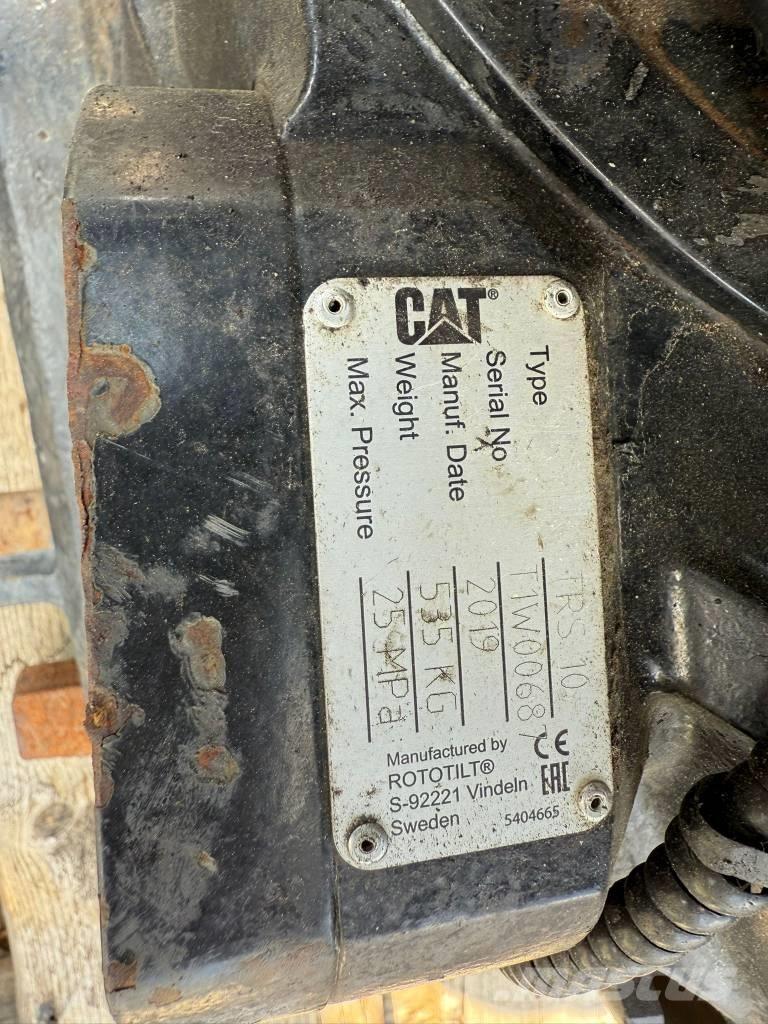 CAT®
Type TRS 10
Serial No T1W00687
Manuf. Date 2019
Weight 535 KG
Max. Pressure 25 MPa
Manufactured by
ROTOTILT®
S-92221 Vindeln
Sweden
CE
EAC
5404665